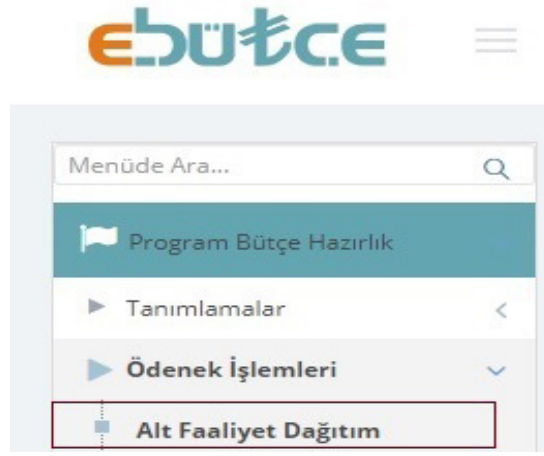 ebütçe
Menüde Ara...
Program Bütçe Hazırlık
Tanımlamalar
Ödenek İşlemleri
Alt Faaliyet Dağıtım